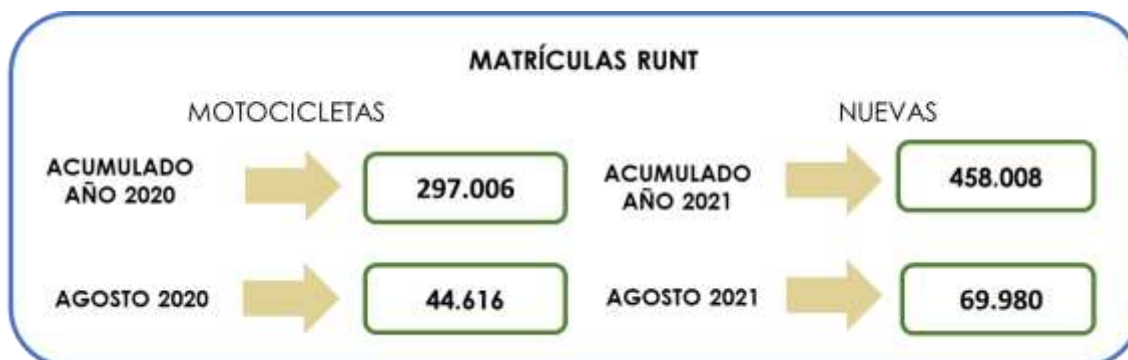 MATRÍCULAS RUNT
MOTOCICLETAS NUEVAS
ACUMULADO
AÑO 2020
297.006
ACUMULADO
AÑO 2021
458.008
AGOSTO 2020
44.616
AGOSTO 2021
69.980